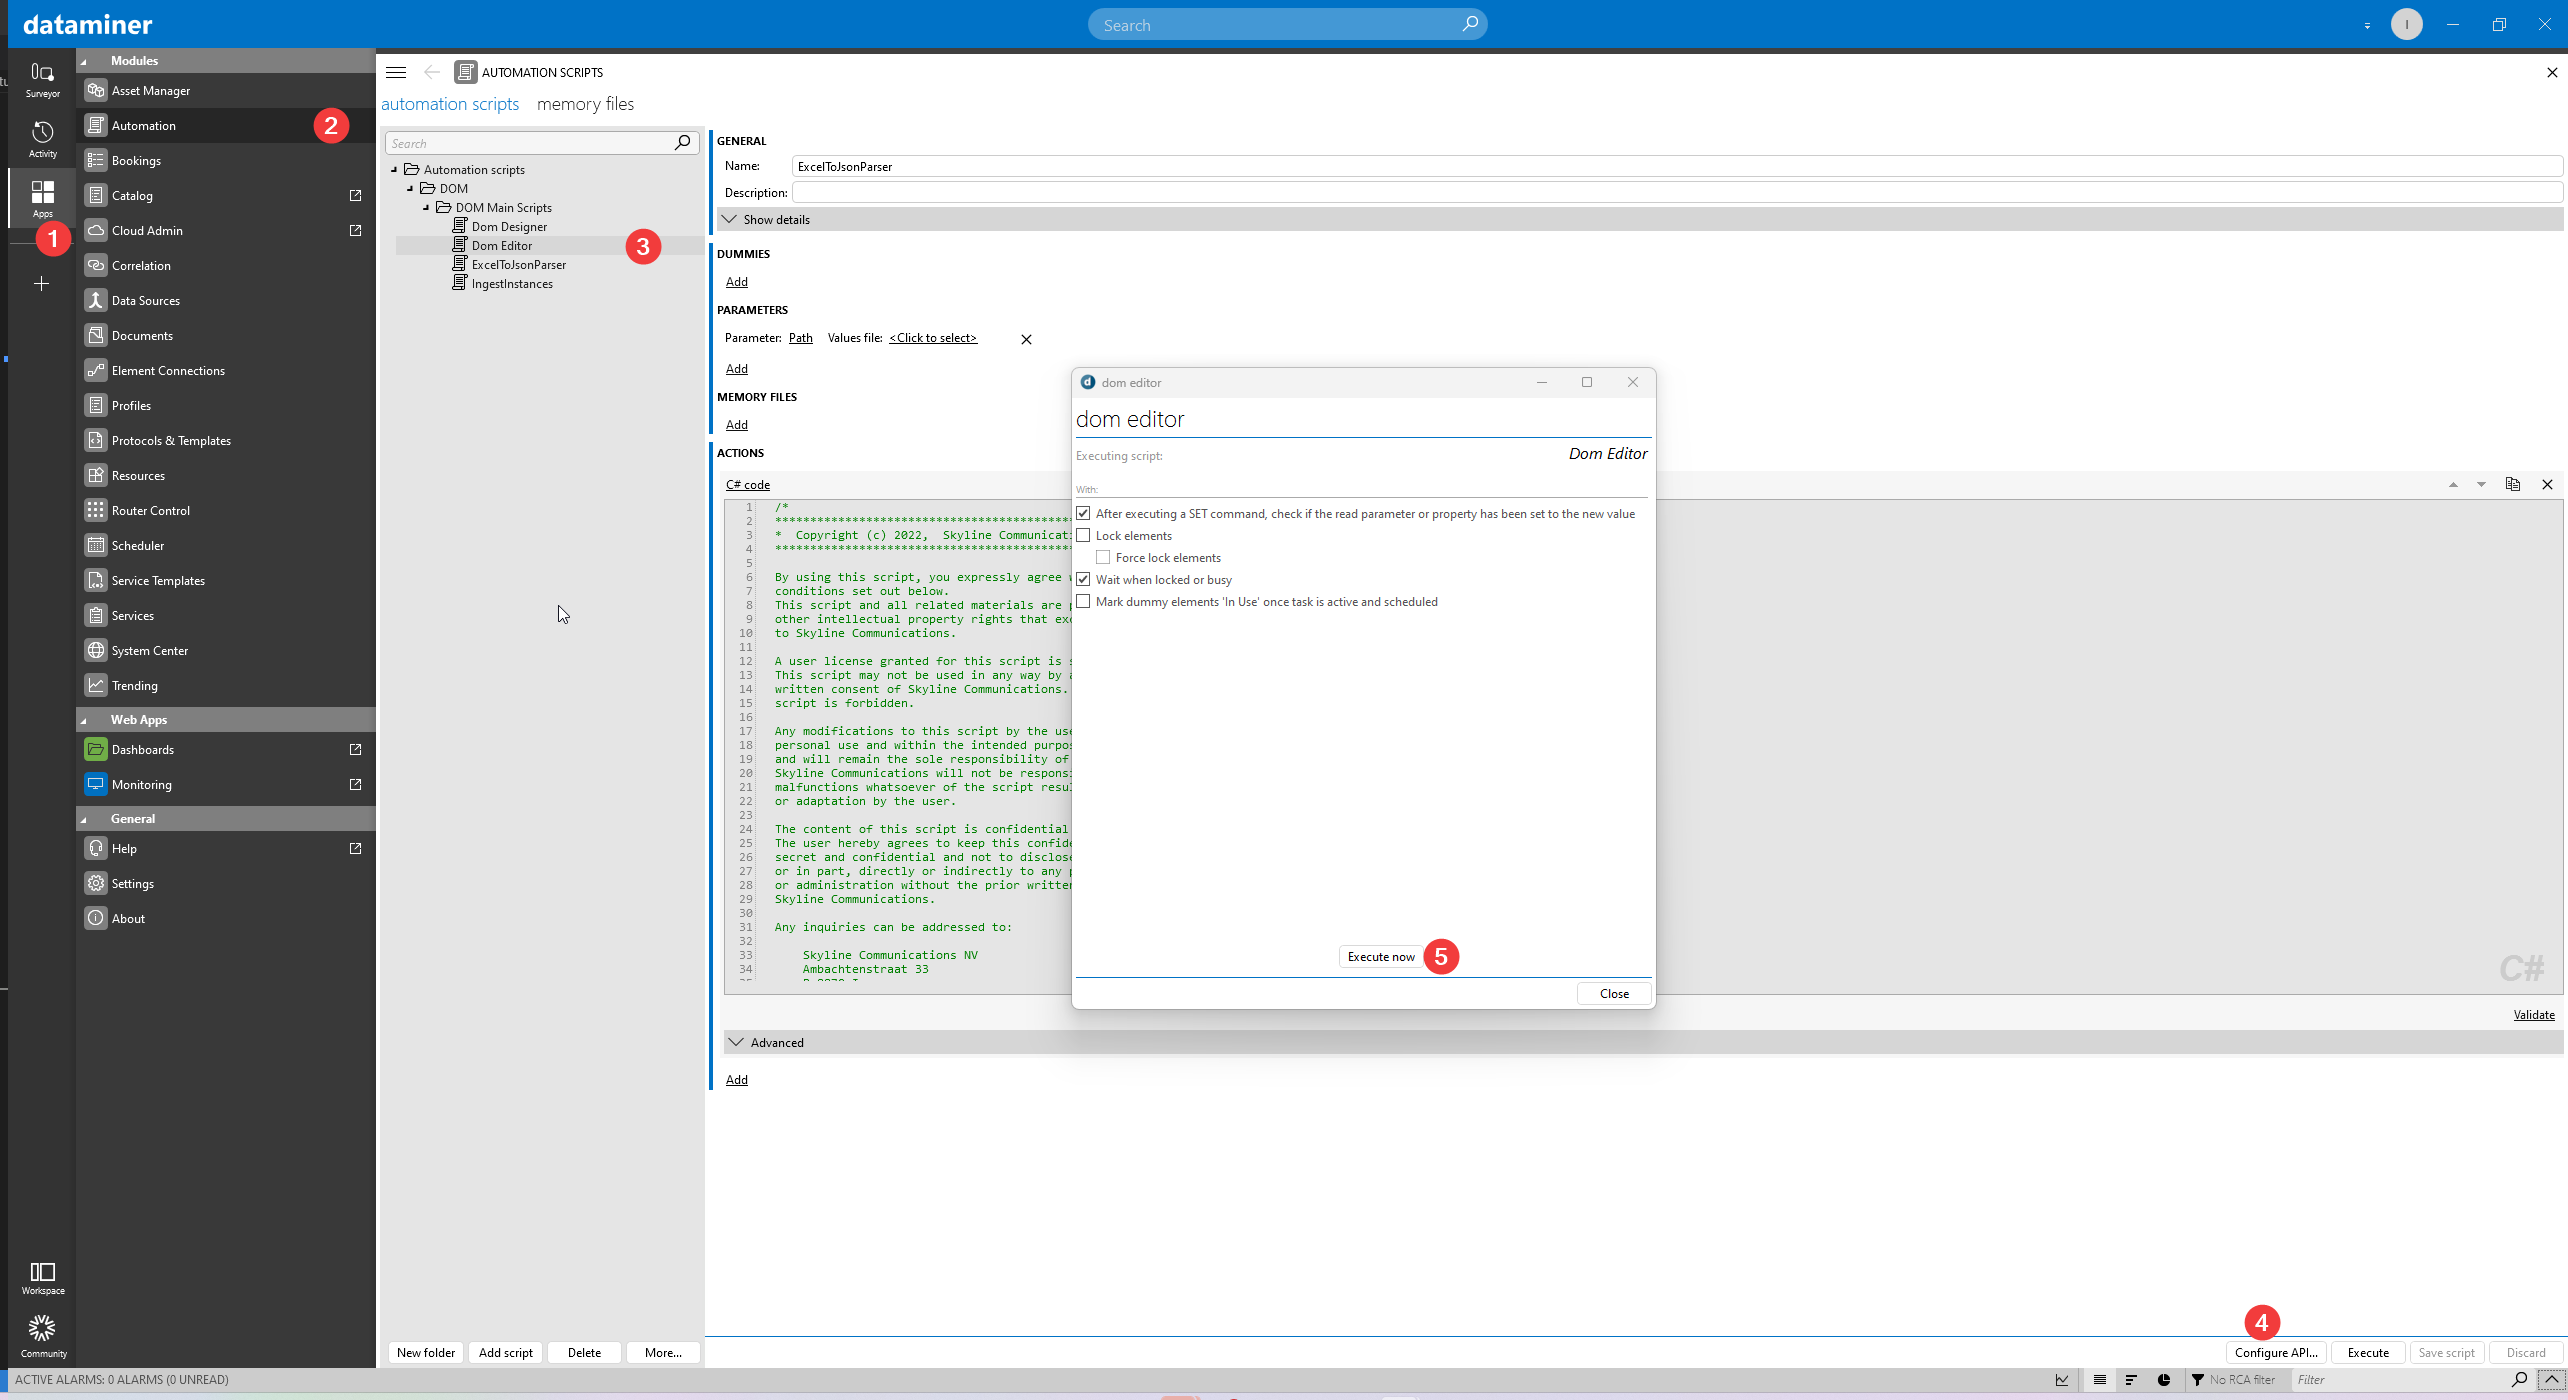 dataminer
Search
I
Surveyor
Activity
Apps
1
Workspace
Community
Modules
Asset Manager
Automation
2
Bookings
Catalog
Cloud Admin
Correlation
Data Sources
Documents
Element Connections
Profiles
Protocols & Templates
Resources
Router Control
Scheduler
Service Templates
Services
System Center
Trending
Web Apps
Dashboards
Monitoring
General
Help
Settings
About
AUTOMATION SCRIPTS
automation scripts memory files
Search
Automation scripts
DOM
DOM Main Scripts
Dom Designer
Dom Editor
3
ExcelToJsonParser
IngestInstances
New folder Add script Delete More...
GENERAL
Name: ExcelToJsonParser
Description:
Show details
DUMMIES
Add
PARAMETERS
Parameter: Path Values file: <Click to select>
Add
MEMORY FILES
Add
ACTIONS
C# code
1 /*
2 ******************************************
3 * Copyright (c) 2022, Skyline Communicati
4 ******************************************
5
6 By using this script, you expressly agree
7 conditions set out below.
8 This script and all related materials are
9 other intellectual property rights that
10 to Skyline Communications.
11
12 A user license granted for this script is
13 This script may not be used in any way by
14 written consent of Skyline Communications.
15 script is forbidden.
16
17 Any modifications to this script by the use
18 personal use and within the intended purpos
19 and will remain the sole responsibility of
20 Skyline Communications will not be responsi
21 malfunctions whatsoever of the script resul
22 or adaptation by the user.
23
24 The content of this script is confidential
25 The user hereby agrees to keep this confide
26 secret and confidential and not to disclose
27 or in part, directly or indirectly to any
28 or administration without the prior written
29 Skyline Communications.
30
31 Any inquiries can be addressed to:
32
33 Skyline Communications NV
34 Ambachtenstraat 33
C#
Validate
Advanced
Add
dom editor
dom editor
Executing script: Dom Editor
With:
After executing a SET command, check if the read parameter or property has been set to the new value
Lock elements
Force lock elements
Wait when locked or busy
Mark dummy elements 'In Use' once task is active and scheduled
Execute now
5
Close
4
Configure API... Execute Save script Discard
ACTIVE ALARMS: 0 ALARMS (0 UNREAD)
No RCA filter Filter